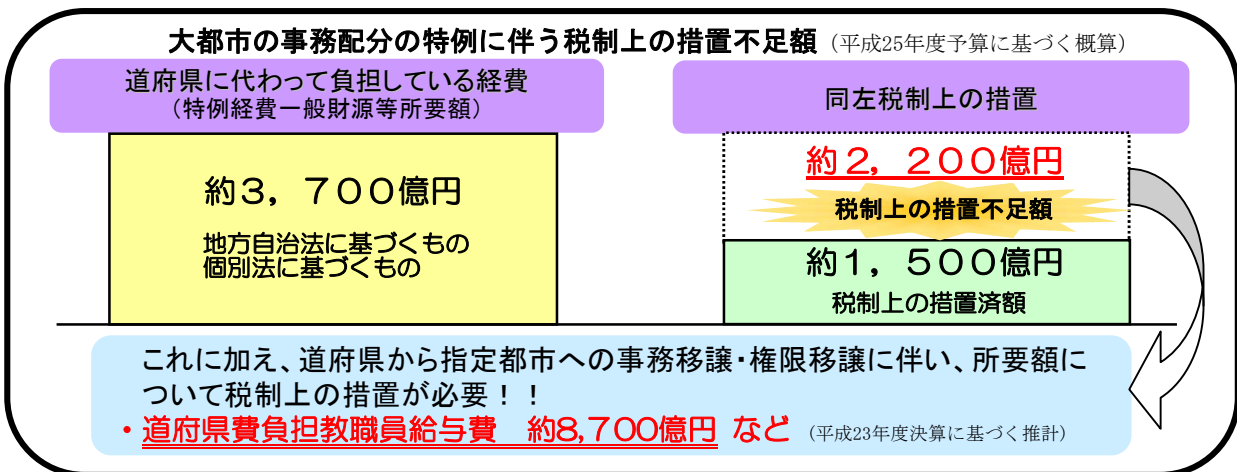 大都市の事務配分の特例に伴う税制上の措置不足額（平成25年度予算に基づく概算）
道府県に代わって負担している経費
（特例経費一般財源等所要額）
同左税制上の措置
約３，７００億円
地方自治法に基づくもの
個別法に基づくもの
約２，２００億円
税制上の措置不足額
約１，５００億円
税制上の措置済額
これに加え、道府県から指定都市への事務移譲・権限移譲に伴い、所要額に
ついて税制上の措置が必要！！
・道府県費負担教職員給与費　約8,700億円 など（平成23年度決算に基づく推計）